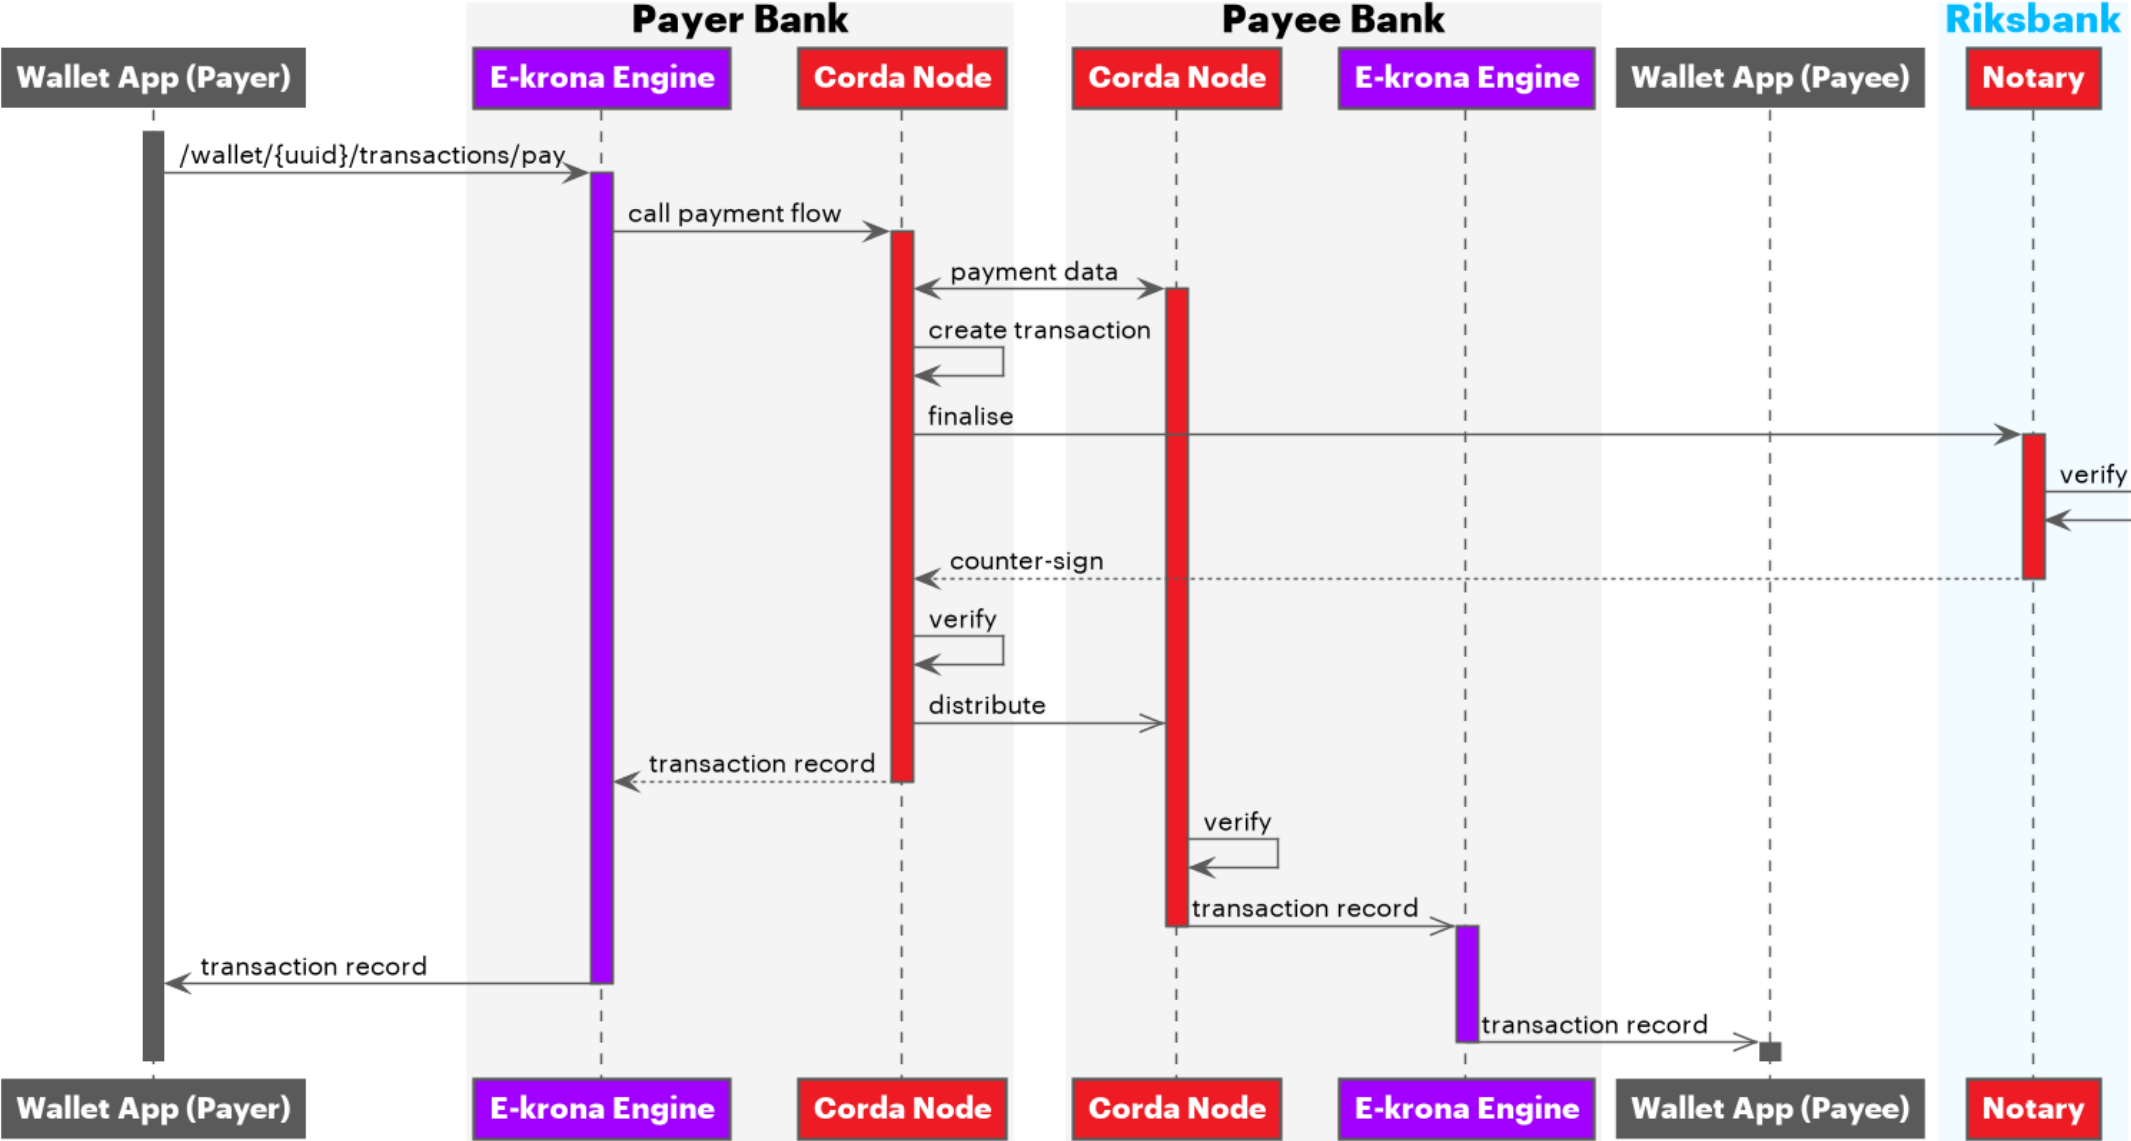 Payer Bank
Payee Bank
Riksbank
Wallet App (Payer)
E-krona Engine
Corda Node
Corda Node
E-krona Engine
Wallet App (Payee)
Notary
/wallet/{uuid}/transactions/pay
call payment flow
payment data
create transaction
finalise
verify
counter-sign
verify
distribute
transaction record
verify
transaction record
transaction record
transaction record
Wallet App (Payer)
E-krona Engine
Corda Node
Corda Node
E-krona Engine
Wallet App (Payee)
Notary